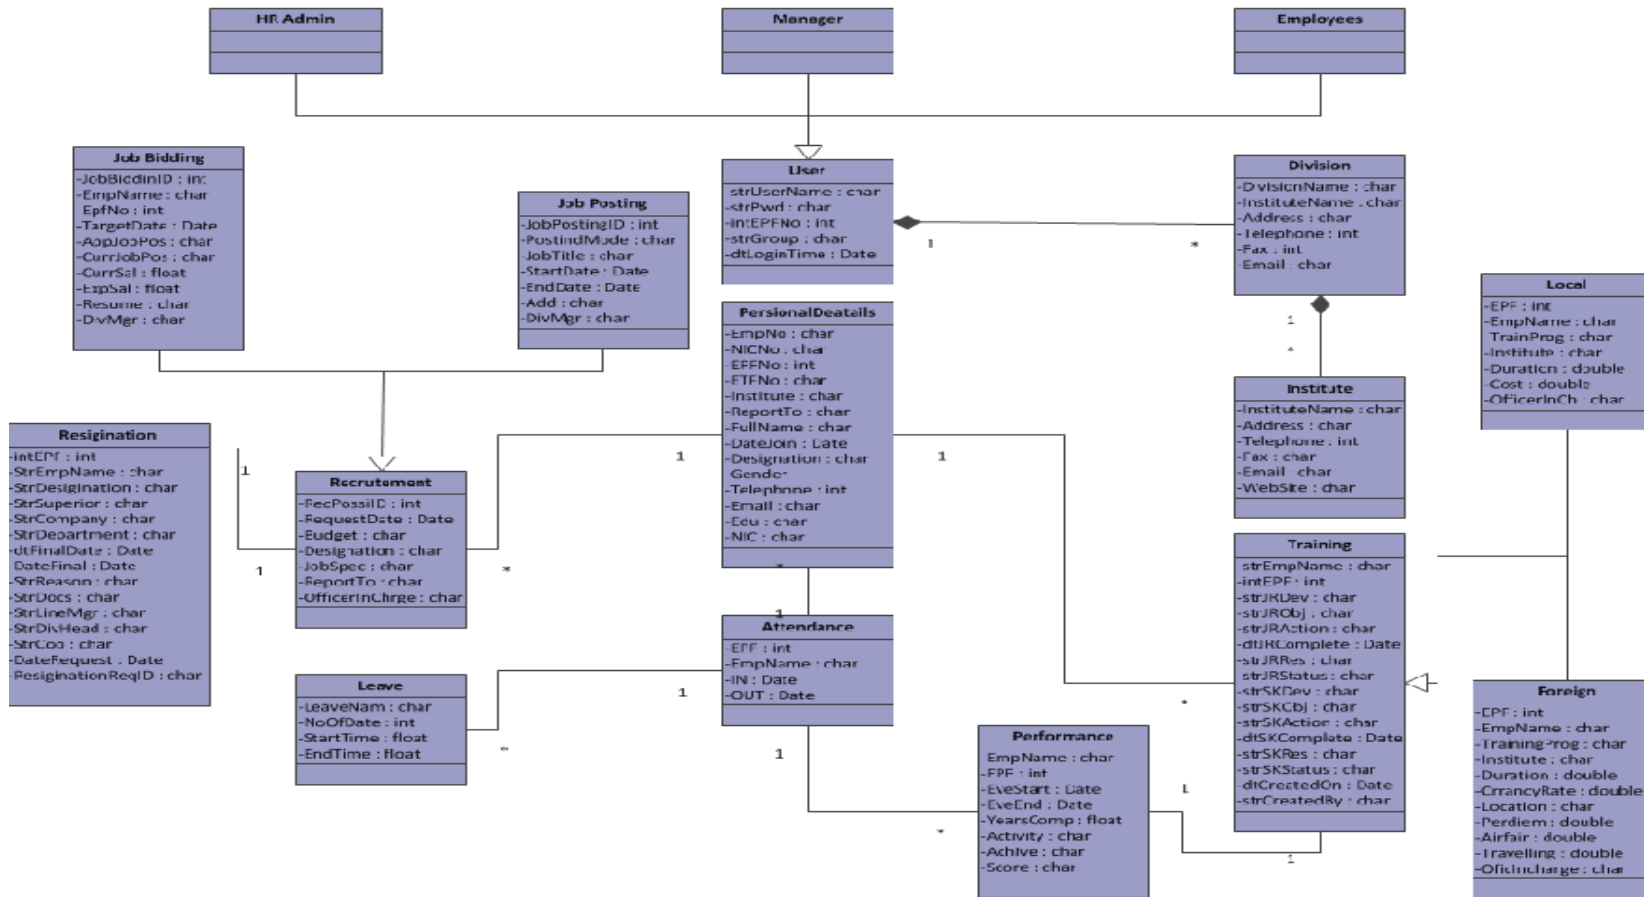 HR Admin
Manager
Employees
Job Bidding
-JobBiddinID : int
-EmpName : char
EpfNo : int
-TargetDate : Date
-AppJobPos : char
-CurrJobPos : char
-CurrSal : float
-ExpSal : float
-Resume : char
-DivMgr : char
Job Posting
-JobPostingID : int
-PostindMode : char
-JobTitle : char
-StartDate : Date
-EndDate : Date
-Add : char
-DivMgr : char
User
strUserName : char
-strPwd : char
-intEPFNo : int
-strGroup : char
-dtLoginTime : Date
1
*
Division
-DivisionName : char
-InstituteName : char
-Address : char
-Telephone : int
-Fax : int
-Email : char
1
*
Local
-EPF : int
-EmpName : char
TrainProg : char
-Institute : char
-Duration : double
-Cost : double
-OfficerInCh : char
PersionalDeatails
-EmpNo : char
-NICNo : char
-EPFNo : int
-ETFNo : char
-Institute : char
-ReportTo : char
-FullName : char
-DateJoin : Date
-Designation : char
Gender
-Telephone : int
-Email : char
-Edu : char
-NIC : char
*
1
Institute
-InstituteName : char
-Address : char
-Telephone : int
-Fax : char
-Email : char
-WebSite : char
Resigination
-intEPF : int
-StrEmpName : char
-StrDesigination : char
-StrSuperior : char
-StrCompany : char
-StrDepartment : char
-dtFinalDate : Date
DateFinal : Date
-StrReason : char
-StrDocs : char
-StrLineMgr : char
-StrDivHead : char
-StrCoo : char
-DateRequest : Date
-ResiginationReqID : char
1
1
Recrutement
-RecPossiID : int
-RequestDate : Date
-Budget : char
-Designation : char
-JobSpec : char
-ReportTo : char
-OfficerInChrge : char
1
*
1
*
Training
strEmpName : char
-intEPF : int
-strJRDev : char
-strJRObj : char
-strJRAction : char
-dtJRComplete : Date
-strJRRes : char
-strJRStatus : char
-strSKDev : char
-strSKObj : char
-strSKAction : char
-dtSKComplete : Date
-strSKRes : char
-strSKStatus : char
-dtCreatedOn : Date
-strCreatedBy : char
Attendance
-EPF : int
-EmpName : char
-IN : Date
-OUT : Date
1
*
Leave
-LeaveNam : char
-NoOfDate : int
-StartTime : float
-EndTime : float
1
*
Performance
EmpName : char
-EPF : int
-EveStart : Date
-EveEnd : Date
-YearsComp : float
-Activity : char
-Achive : char
-Score : char
1
1
Foreign
-EPF : int
-EmpName : char
-TrainingProg : char
-Institute : char
-Duration : double
-CrrancyRate : double
-Location : char
-Perdiem : double
-Airfair : double
-Travelling : double
-OficIncharge : char